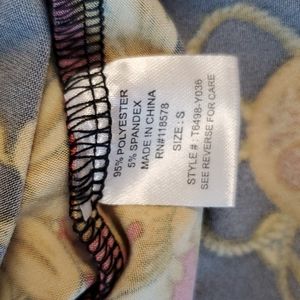 95% POLYESTER
5% SPANDEX
MADE IN CHINA
RN#118578
SIZE : S
STYLE # : T6498-Y036
SEE REVERSE FOR CARE